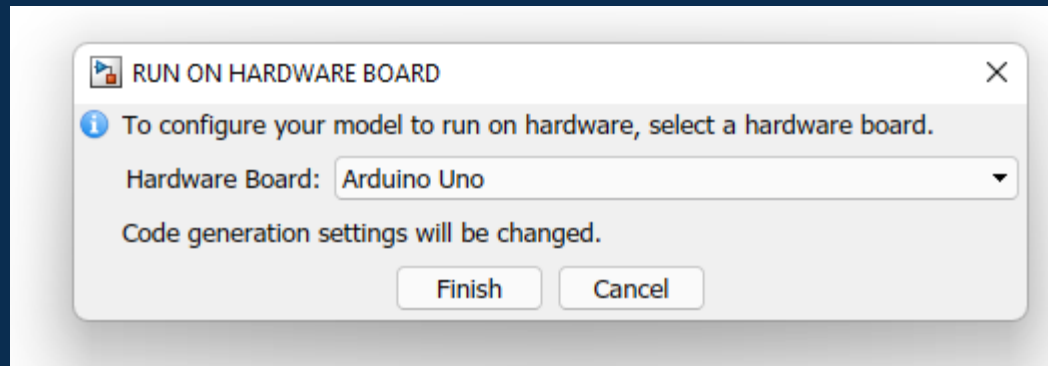 RUN ON HARDWARE BOARD
To configure your model to run on hardware, select a hardware board.
Hardware Board: Arduino Uno
Code generation settings will be changed.
Finish Cancel